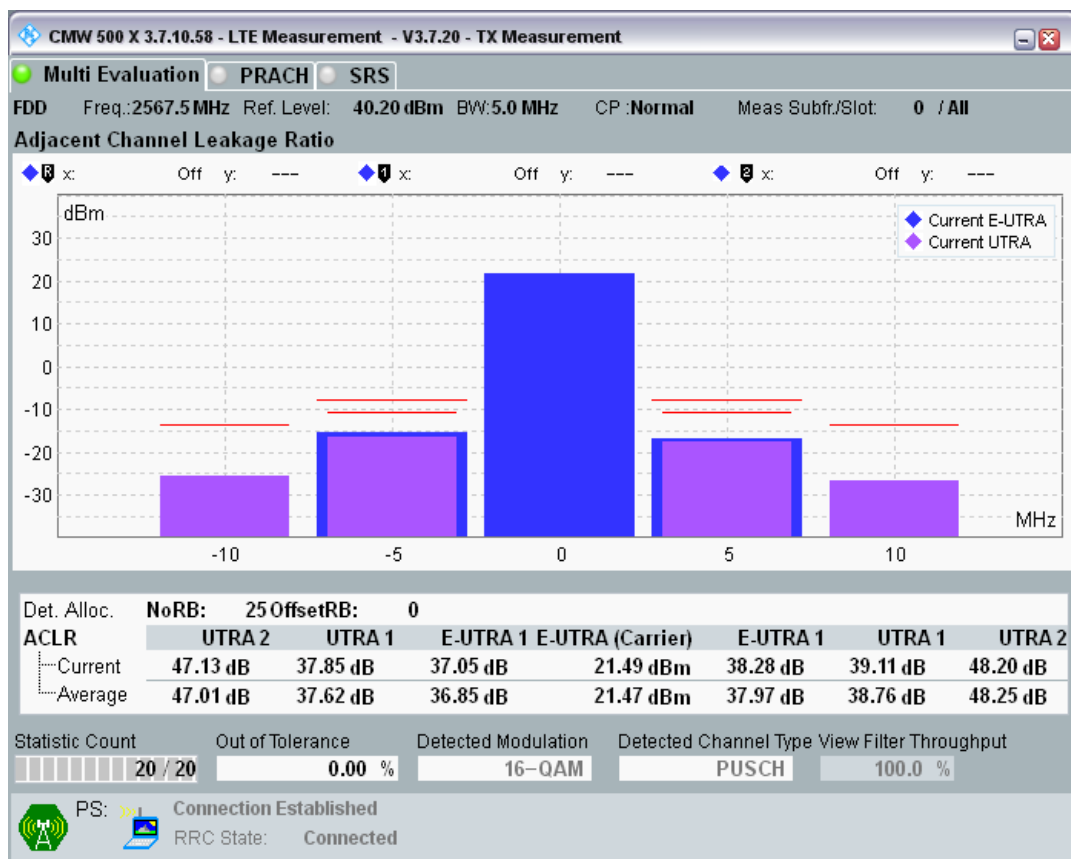 CMW 500 X 3.7.10.58 - LTE Measurement - V3.7.20 - TX Measurement
Multi Evaluation PRACH SRS
FDD Freq.:2567.5 MHz Ref. Level: 40.20 dBm BW:5.0 MHz CP :Normal Meas Subfr./Slot: 0 / All
Adjacent Channel Leakage Ratio
R x: Off y: --- 1 x: Off y: --- 2 x: Off y: ---
dBm
Current E-UTRA
Current UTRA
30
20
10
0
-10
-20
-30
MHz
-10 -5 0 5 10
Det. Alloc. NoRB: 25 OffsetRB: 0
ACLR UTRA 2 UTRA 1 E-UTRA 1 E-UTRA (Carrier) E-UTRA 1 UTRA 1 UTRA 2
Current 47.13 dB 37.85 dB 37.05 dB 21.49 dBm 38.28 dB 39.11 dB 48.20 dB
Average 47.01 dB 37.62 dB 36.85 dB 21.47 dBm 37.97 dB 38.76 dB 48.25 dB
Statistic Count Out of Tolerance Detected Modulation Detected Channel Type View Filter Throughput
20 / 20 0.00 % 16-QAM PUSCH 100.0 %
PS: Connection Established
RRC State: Connected